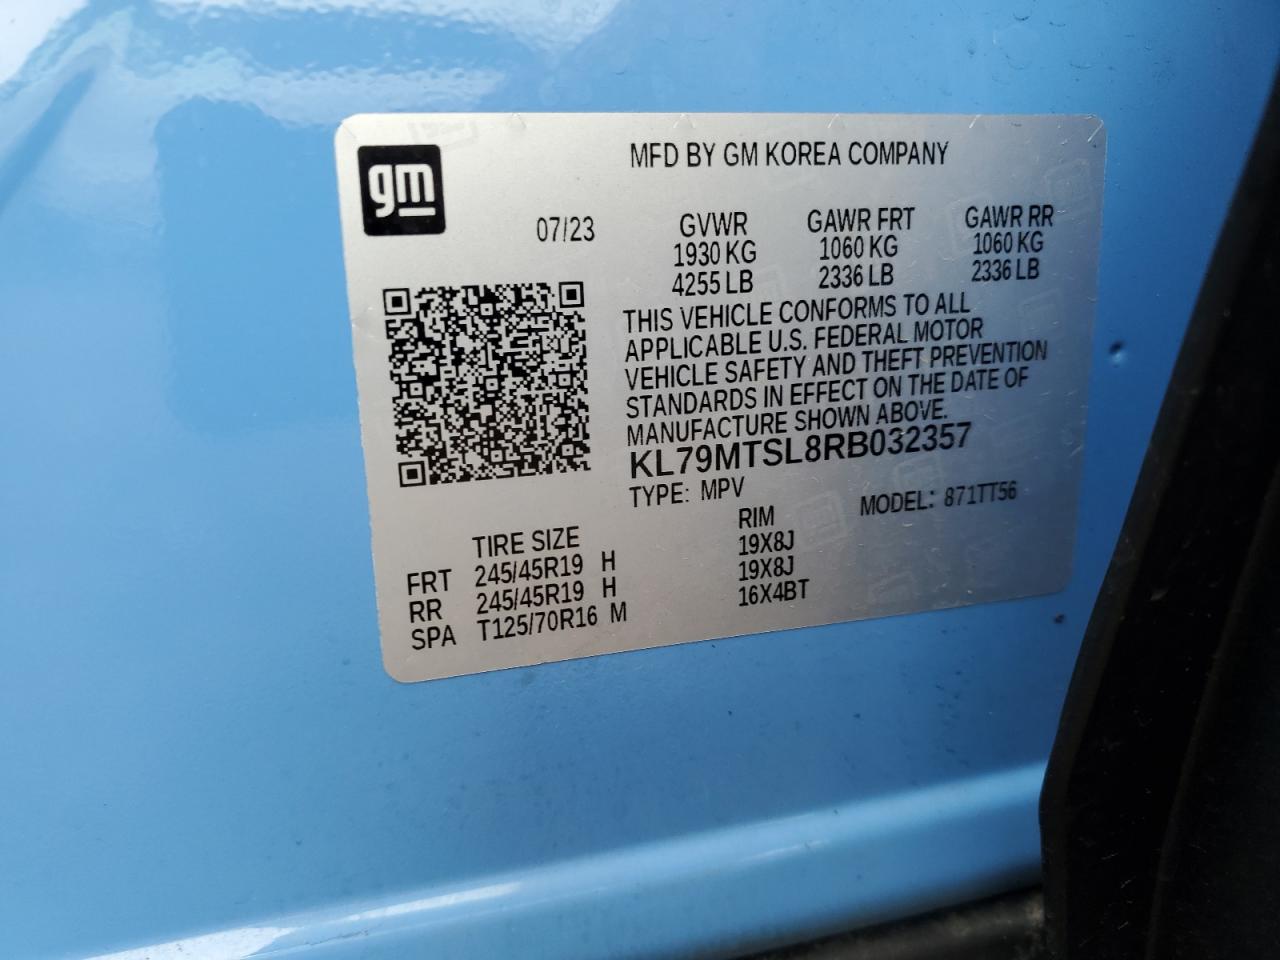 gm
MFD BY GM KOREA COMPANY
07/23
GVWR GAWR FRT GAWR RR
1930 KG 1060 KG 1060 KG
4255 LB 2336 LB 2336 LB
THIS VEHICLE CONFORMS TO ALL
APPLICABLE U.S. FEDERAL MOTOR
VEHICLE SAFETY AND THEFT PREVENTION
STANDARDS IN EFFECT ON THE DATE OF
MANUFACTURE SHOWN ABOVE.
KL79MTSL8RB032357
TYPE: MPV MODEL: 871TT56
TIRE SIZE RIM
FRT 245/45R19 H 19X8J
RR 245/45R19 H 19X8J
SPA T125/70R16 M 16X4BT